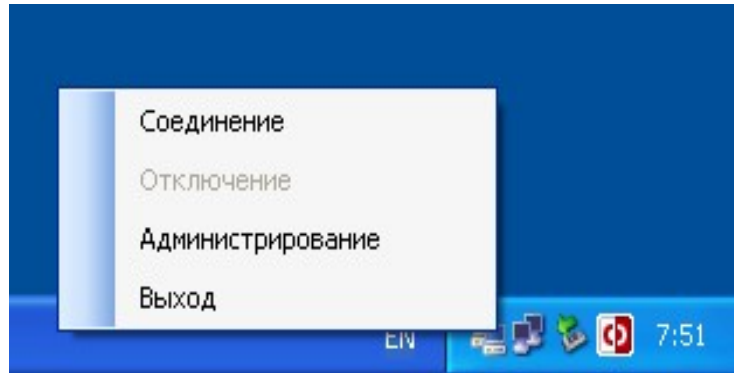 Соединение
Отключение
Администрирование
Выход
EN 7:51